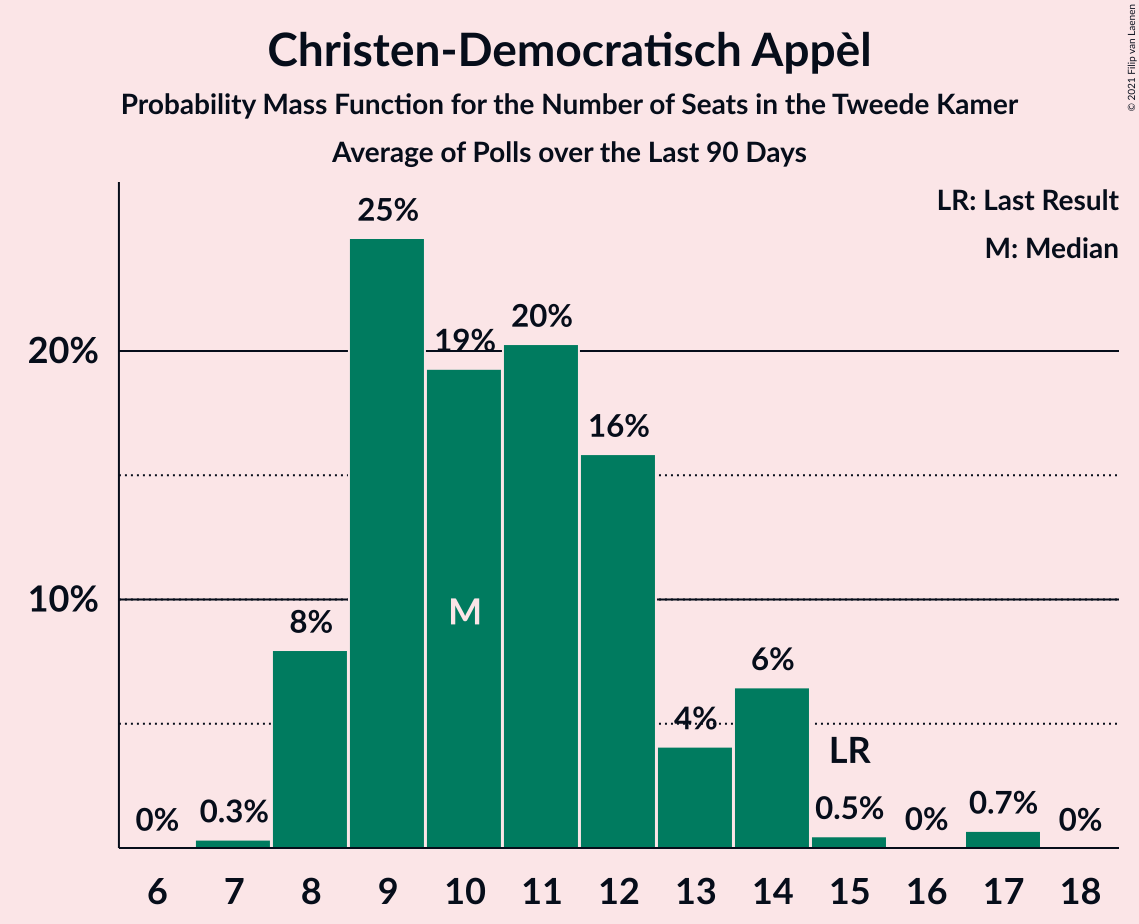 Christen-Democratisch Appèl
Probability Mass Function for the Number of Seats in the Tweede Kamer
Average of Polls over the Last 90 Days
© 2021 Filip van Laenen
LR: Last Result
M: Median
25%
20%
19%
20%
16%
10%
8%
M
6%
4%
LR
0%
0.3%
0.5%
0%
0.7%
0%
6 7 8 9 10 11 12 13 14 15 16 17 18